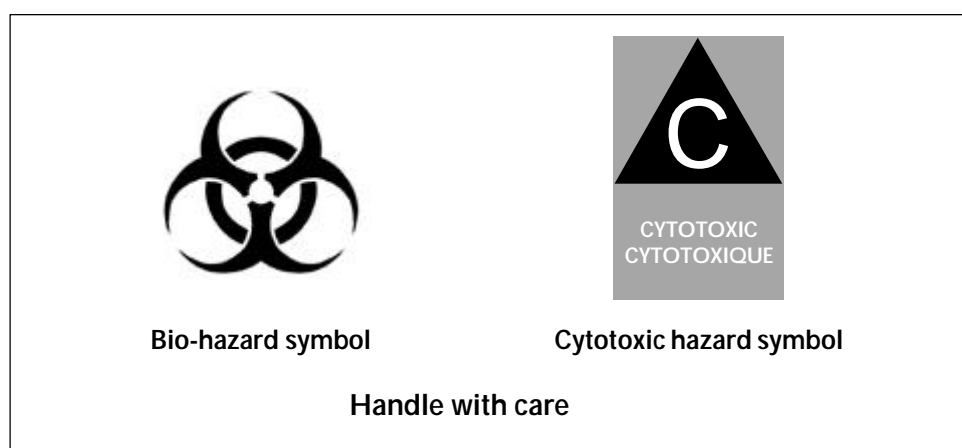 C
CYTOTOXIC
CYTOTOXIQUE
Bio-hazard symbol
Cytotoxic hazard symbol
Handle with care